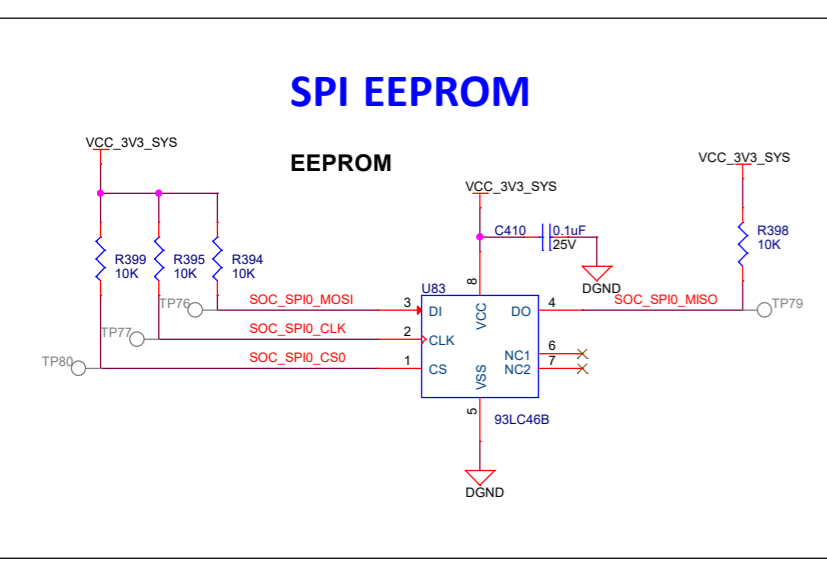 SPI EEPROM
EEPROM
VCC_3V3_SYS
VCC_3V3_SYS
VCC_3V3_SYS
R399
10K
R395
10K
R394
10K
C410
0.1uF
25V
DGND
R398
10K
U83
TP76
SOC_SPI0_MOSI
3
DI
TP77
SOC_SPI0_CLK
2
CLK
TP80
SOC_SPI0_CS0
1
CS
8
VCC
DO
4
SOC_SPI0_MISO
TP79
NC1
6
NC2
7
VSS
5
93LC46B
DGND